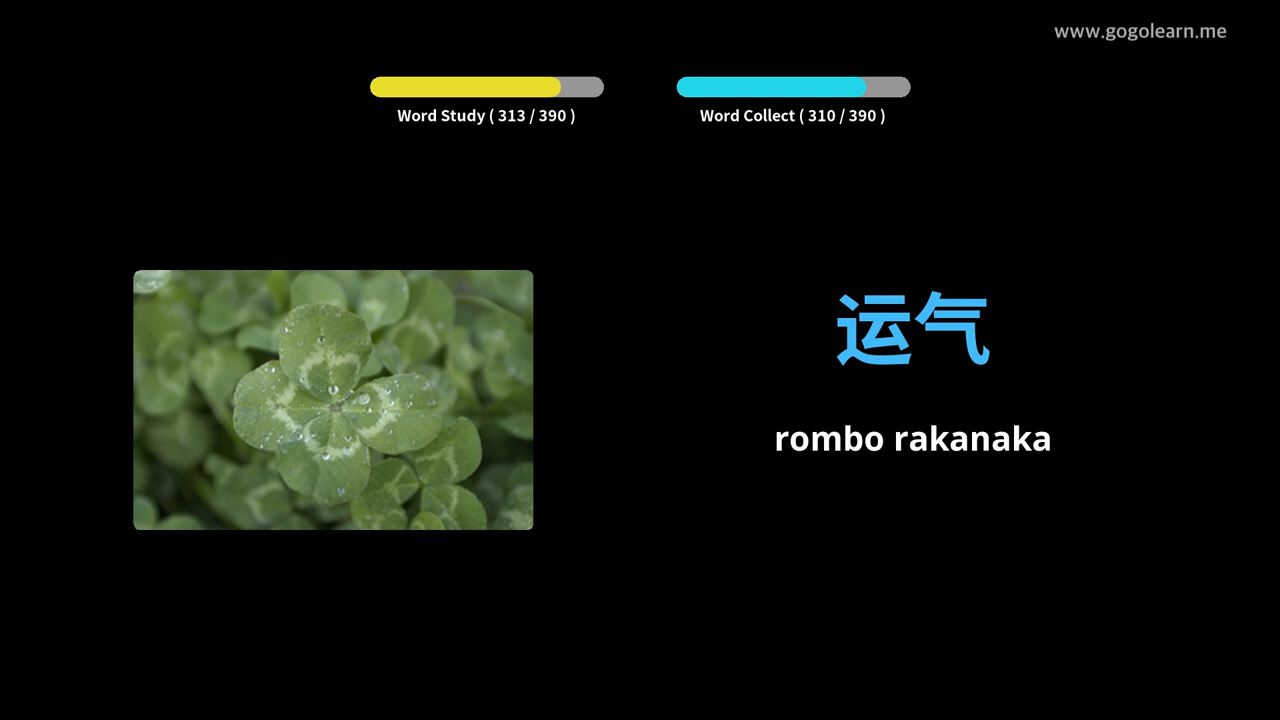 www.gogolearn.me
Word Study ( 313 / 390 )
Word Collect ( 310 / 390 )
运气
rombo rakanaka